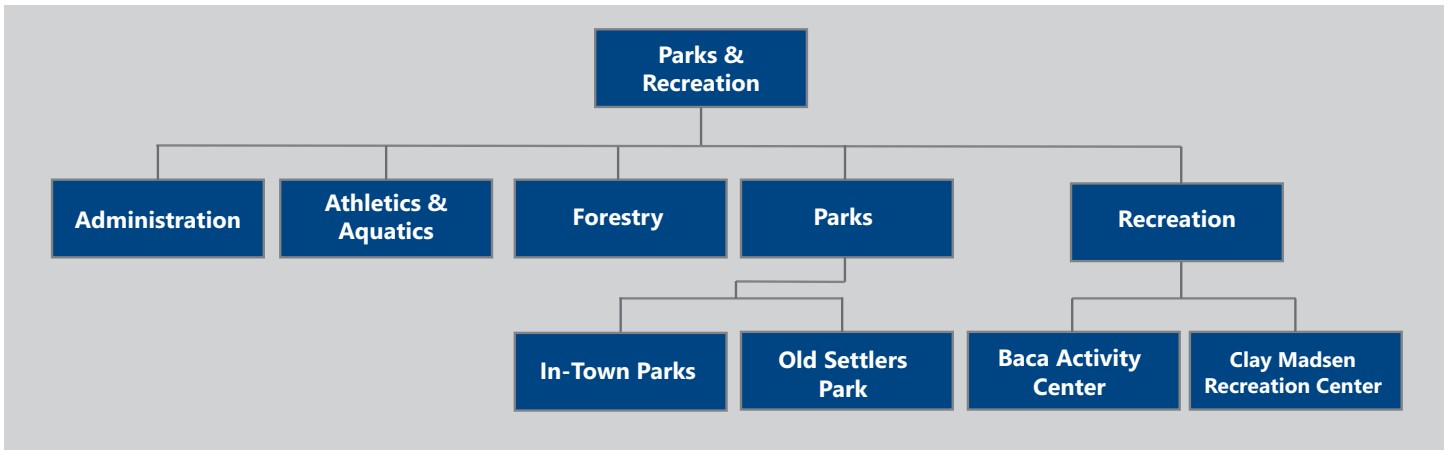 Parks &
Recreation
Administration
Athletics &
Aquatics
Forestry
Parks
Recreation
In-Town Parks
Old Settlers
Park
Baca Activity
Center
Clay Madsen
Recreation Center